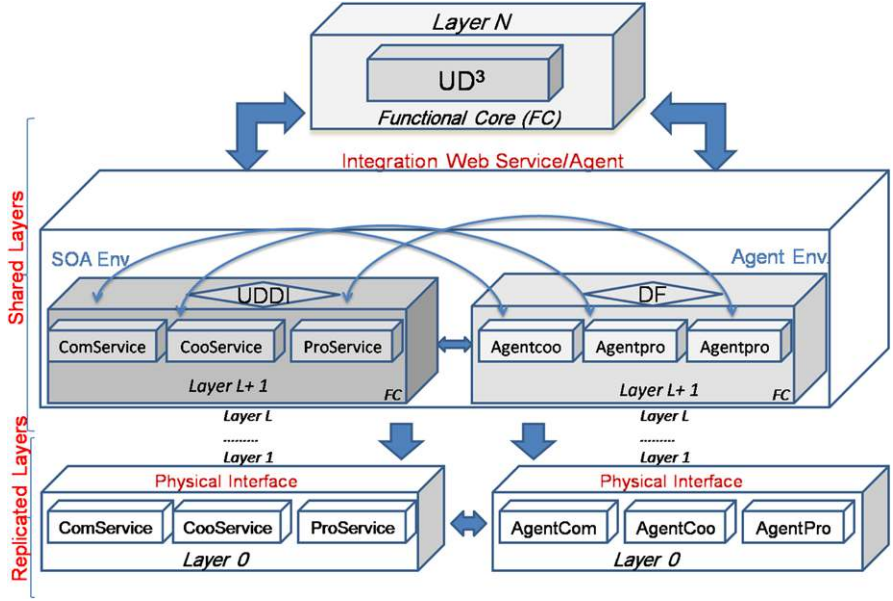 Layer N
UD³
Functional Core (FC)
Integration Web Service/Agent
Shared Layers
SOA Env.
Agent Env.
UDDI
DF
ComService
CooService
ProService
Agentcoo
Agentpro
Agentpro
Layer L+ 1
FC
Layer L+ 1
FC
Layer L
.........
Layer 1
Layer L
.........
Layer 1
Replicated Layers
Physical Interface
Physical Interface
ComService
CooService
ProService
AgentCom
AgentCoo
AgentPro
Layer 0
Layer 0